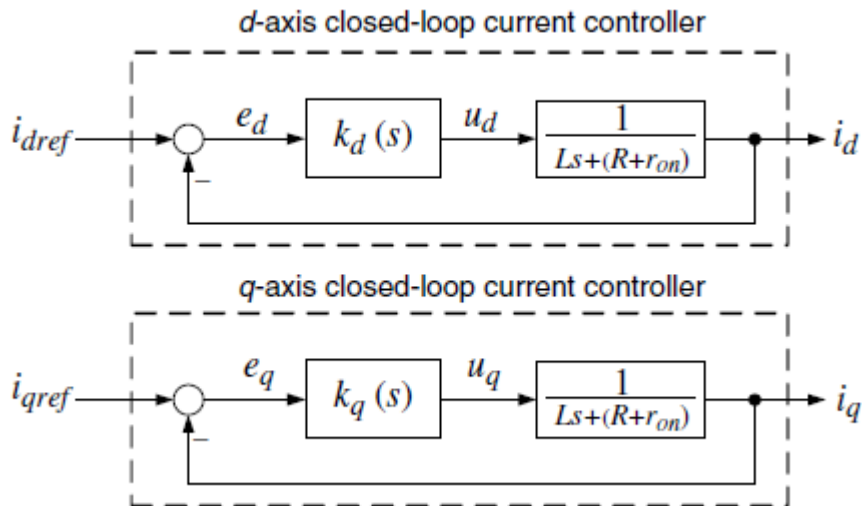 d-axis closed-loop current controller
i_dref e_d k_d (s) u_d 1 i_d
Ls+(R+r_on)
–
q-axis closed-loop current controller
i_qref e_q k_q (s) u_q 1 i_q
Ls+(R+r_on)
–